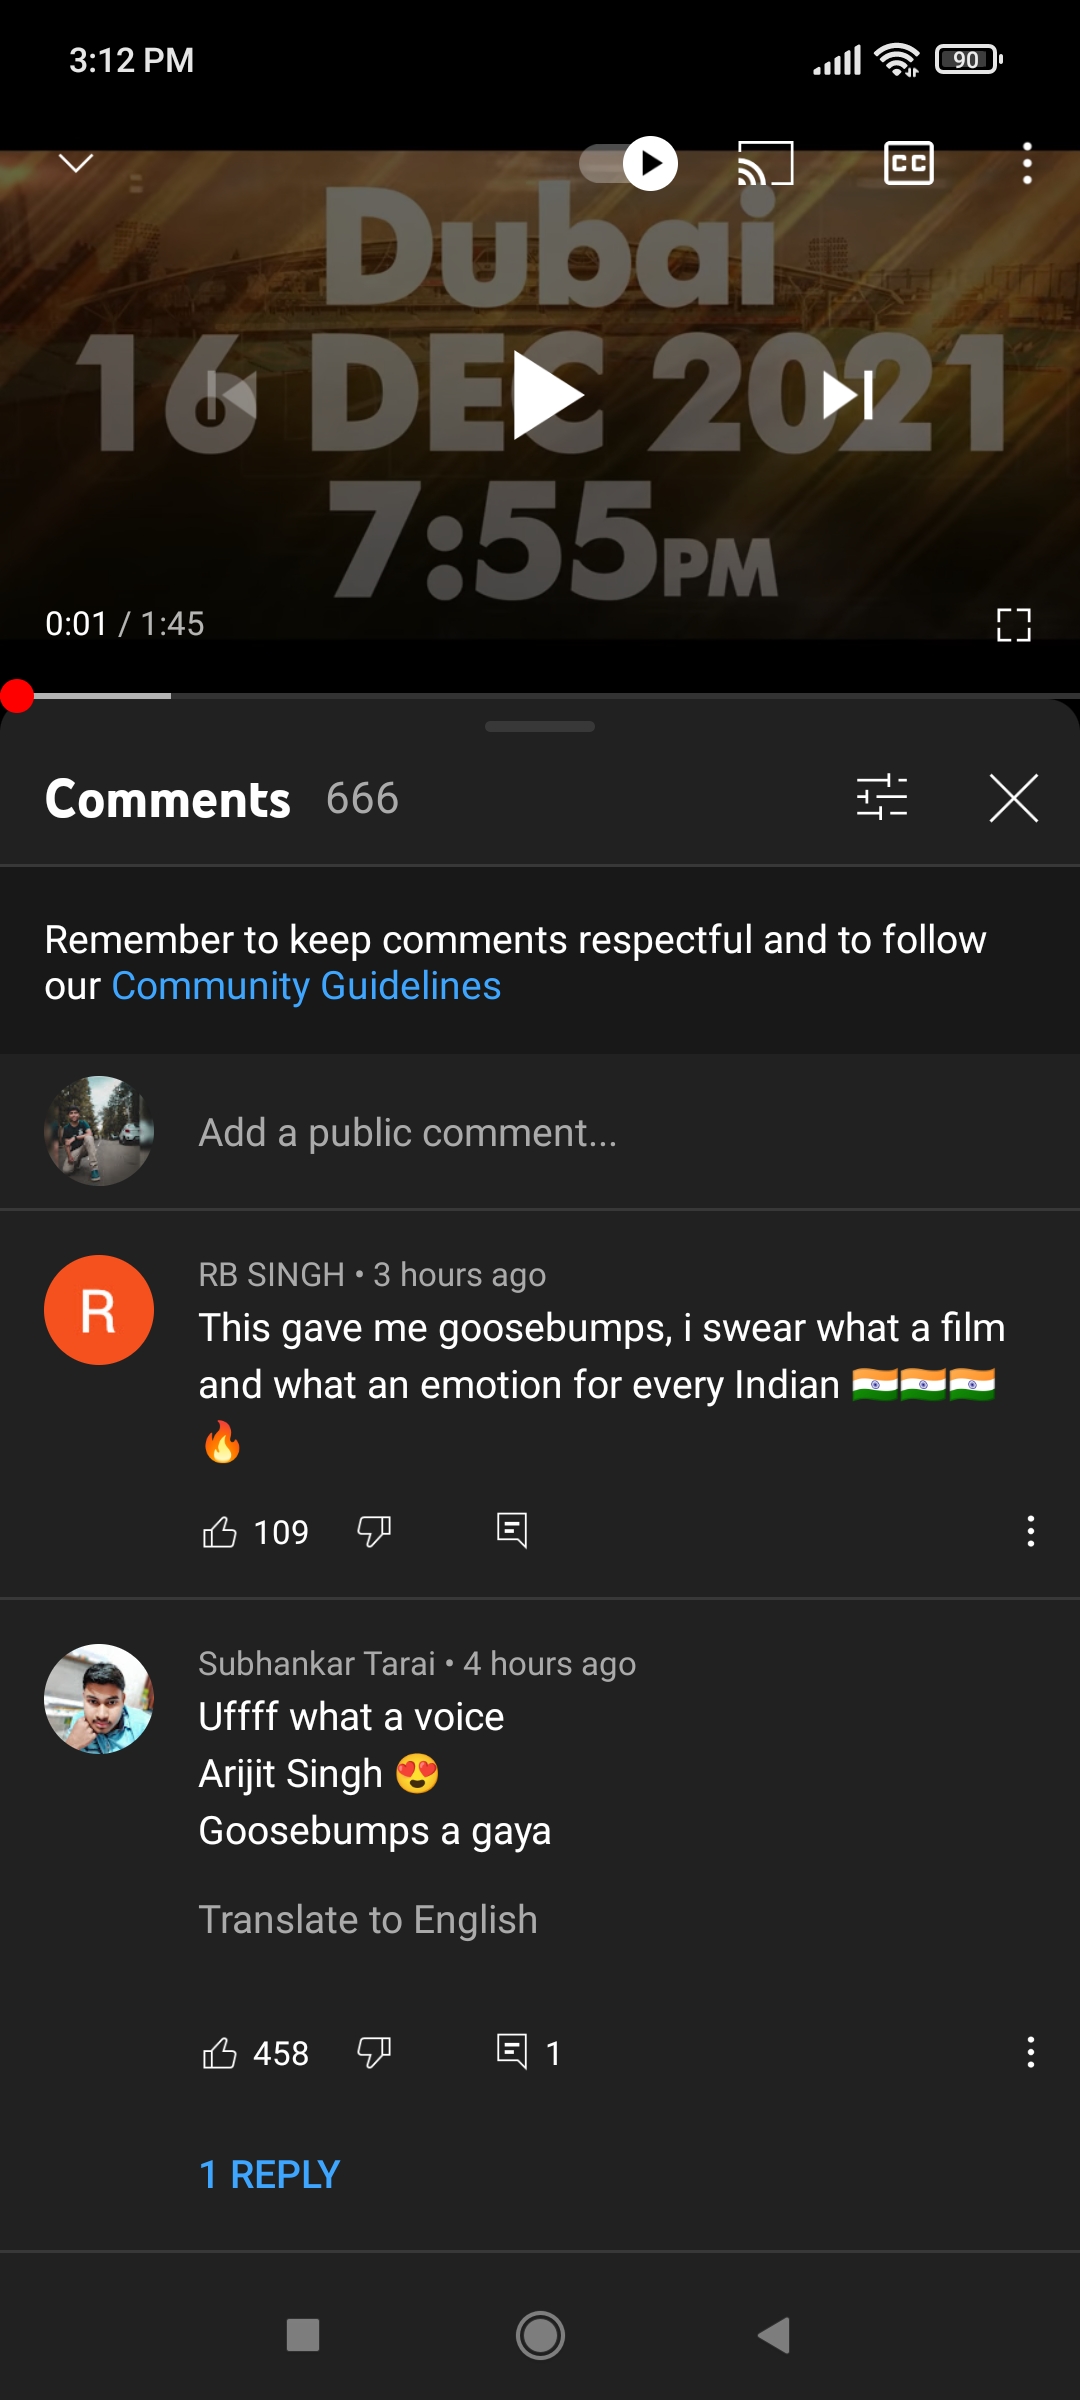 3:12 PM
90
CC
Dubai
16 DEC 2021
7:55PM
0:01 / 1:45
Comments 666
Remember to keep comments respectful and to follow
our Community Guidelines
Add a public comment...
R
RB SINGH • 3 hours ago
This gave me goosebumps, i swear what a film
and what an emotion for every Indian 🇮🇳🇮🇳🇮🇳
🔥
109
Subhankar Tarai • 4 hours ago
Uffff what a voice
Arijit Singh 😍
Goosebumps a gaya
Translate to English
458 1
1 REPLY